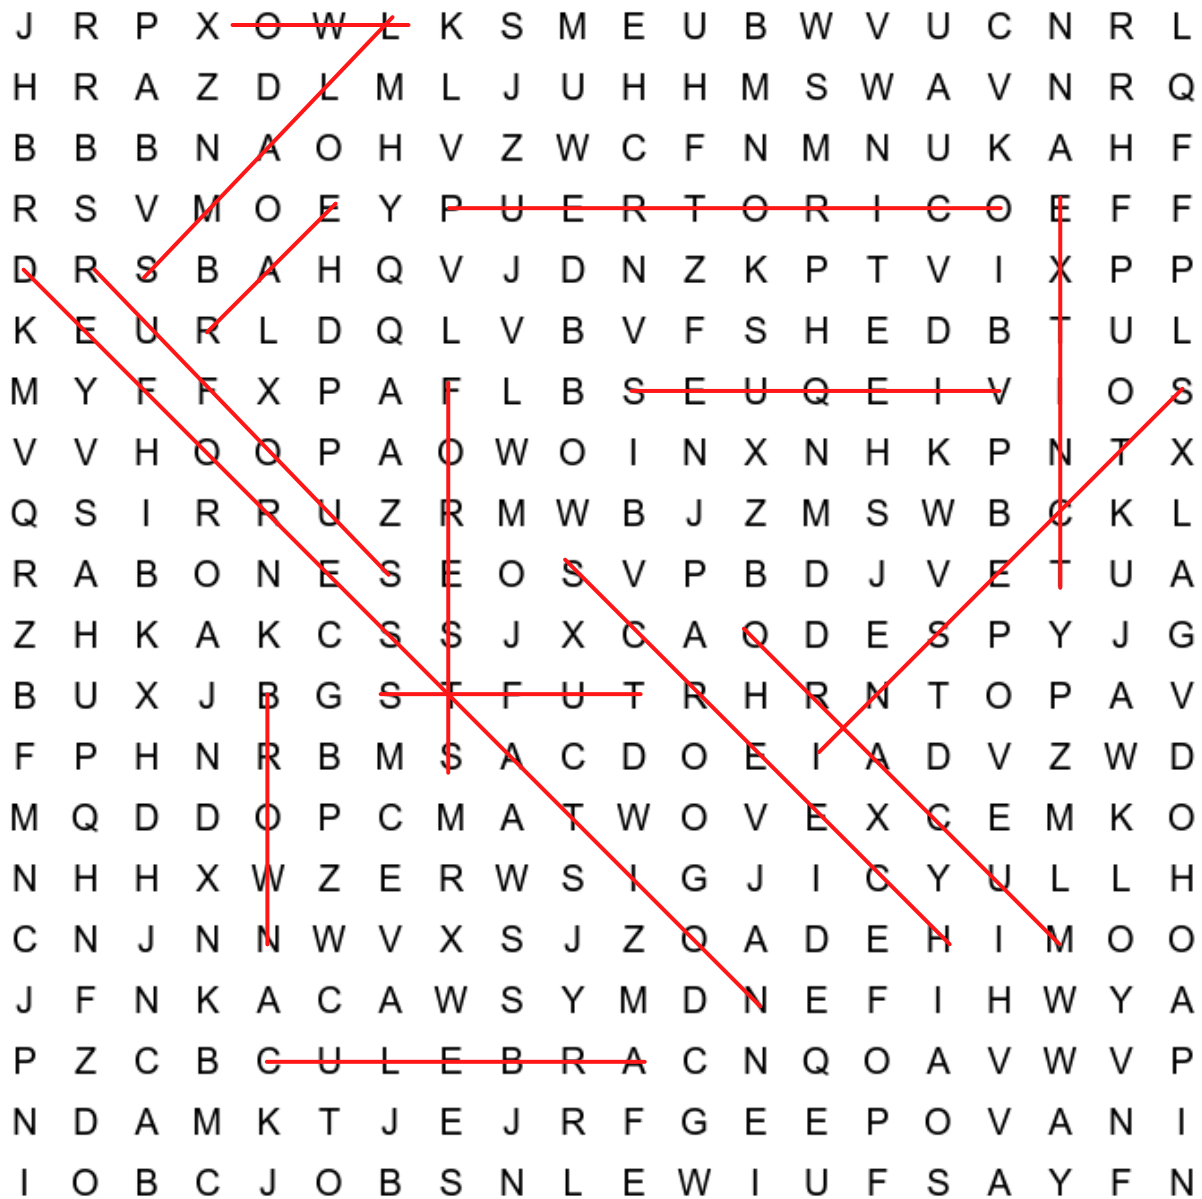 J R P X O W L K S M E U B W V U C N R L
H R A Z D L M L J U H H M S W A V N R Q
B B B N A O H V Z W C F N M N U K A H F
R S V M O E Y P U E R T O R I C O E F F
D R S B A H Q V J D N Z K P T V I X P P
K E U R L D Q L V B V F S H E D B T U L
M Y F F X P A F L B S E U Q E I V I O S
V V H O O P A O W O I N X N H K P N T X
Q S I R R U Z R M W B J Z M S W B C K L
R A B O N E S E O S V P B D J V E T U A
Z H K A K C S S J X C A O D E S P Y J G
B U X J B G S T F U T R H R N T O P A V
F P H N R B M S A C D O E I A D V Z W D
M Q D D O P C M A T W O V E X C E M K O
N H H X W Z E R W S I G J I C Y U L L H
C N J N N W V X S J Z O A D E H I M O O
J F N K A C A W S Y M D N E F I H W Y A
P Z C B C U L E B R A C N Q O A V W V P
N D A M K T J E J R F G E E P O V A N I
I O B C J O B S N L E W I U F S A Y F N